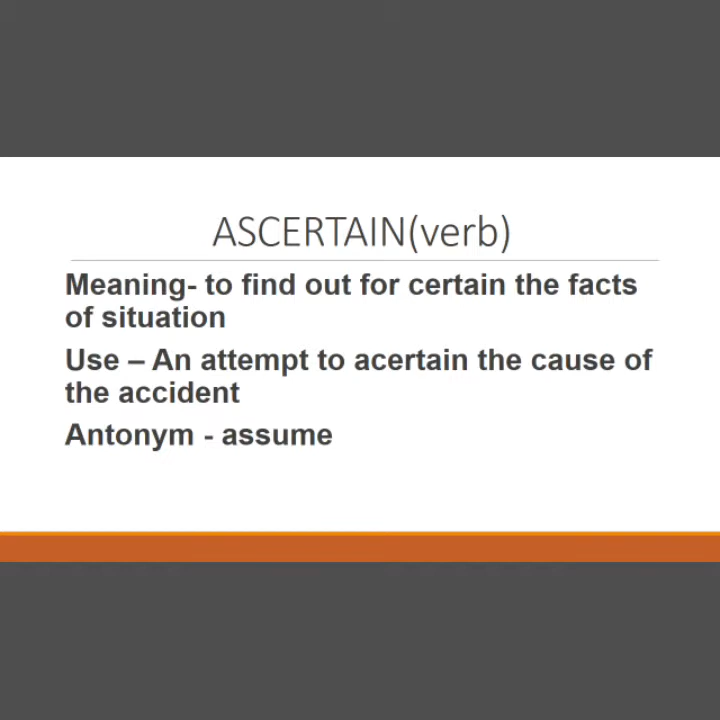 ASCERTAIN(verb)
Meaning- to find out for certain the facts
of situation
Use – An attempt to acertain the cause of
the accident
Antonym - assume